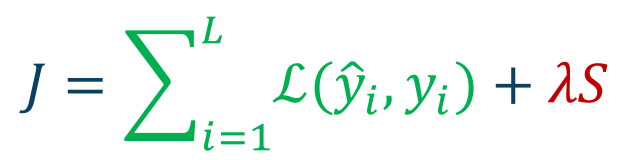 J = ∑_{i=1}^{L} ℒ(ŷ_i, y_i) + λS